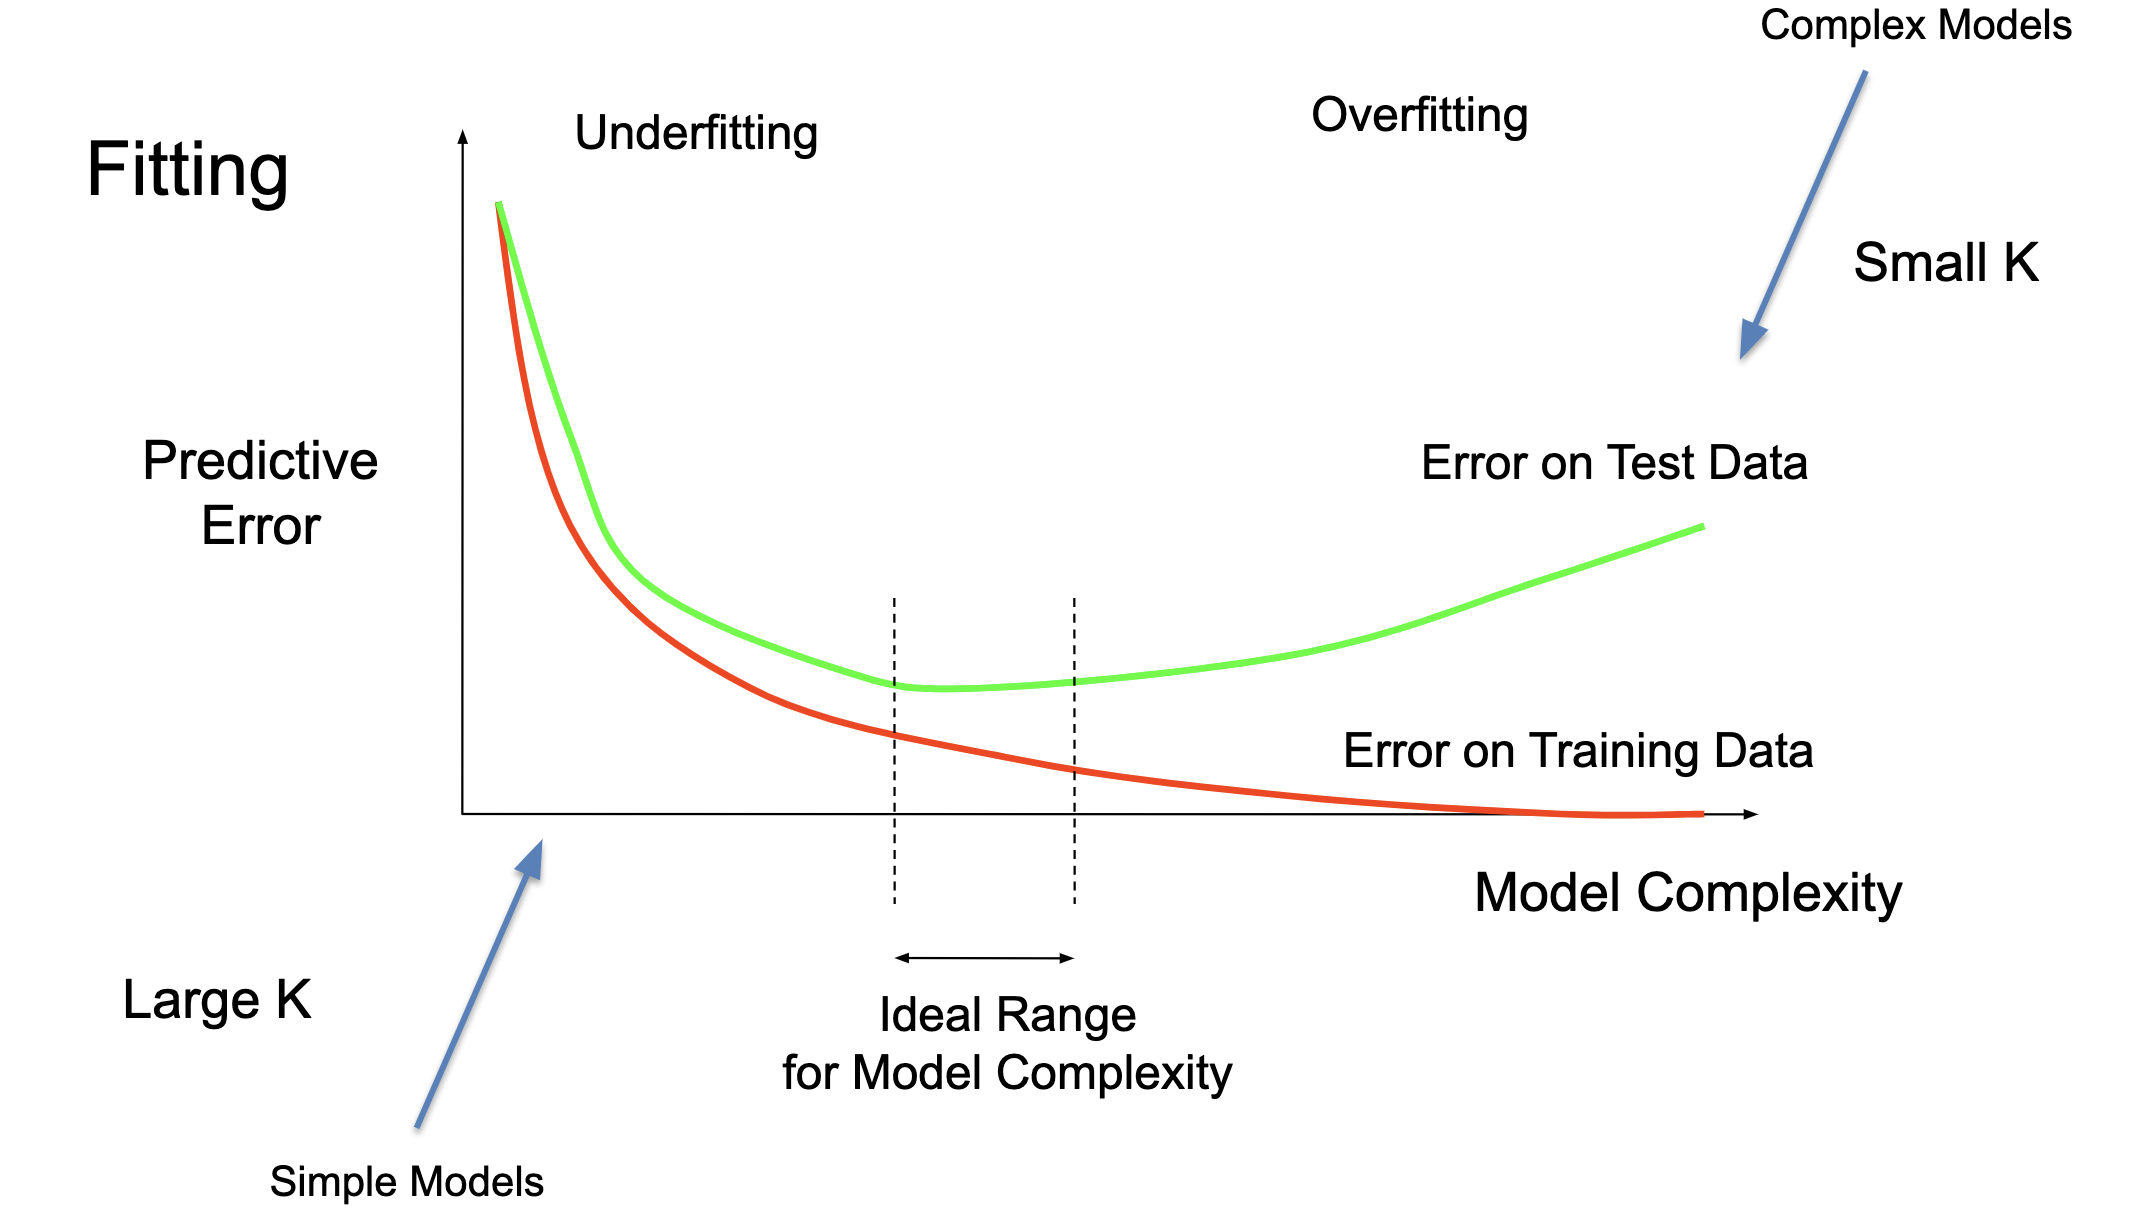 Complex Models
Underfitting
Overfitting
Fitting
Small K
Predictive
Error
Error on Test Data
Error on Training Data
Model Complexity
Large K
Ideal Range
for Model Complexity
Simple Models